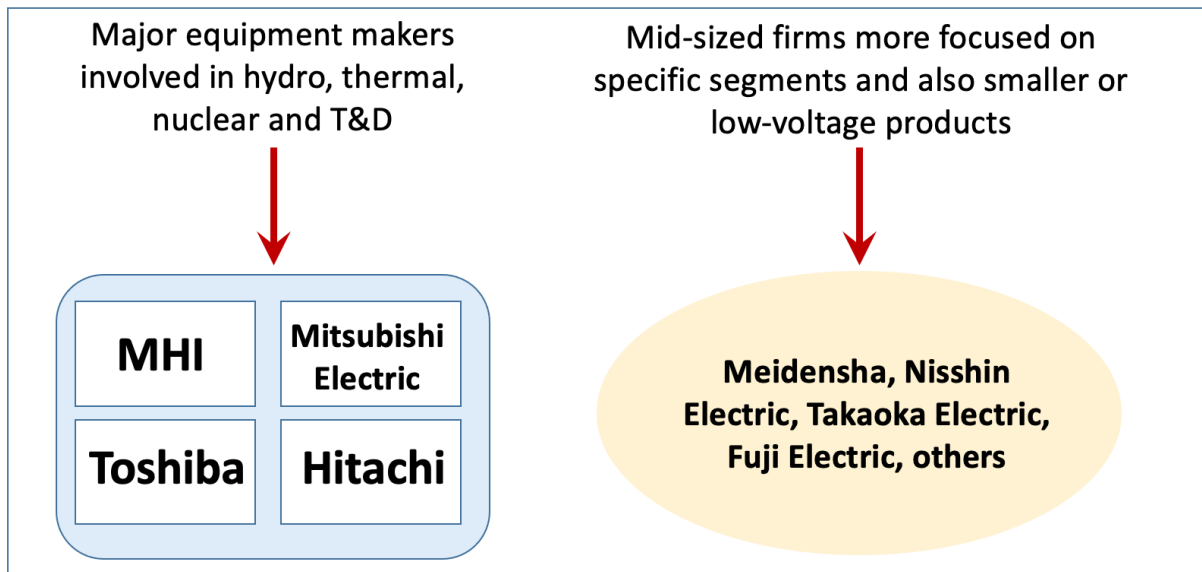 Major equipment makers
involved in hydro, thermal,
nuclear and T&D
MHI
Mitsubishi
Electric
Toshiba
Hitachi
Mid-sized firms more focused on
specific segments and also smaller or
low-voltage products
Meidensha, Nisshin
Electric, Takaoka Electric,
Fuji Electric, others